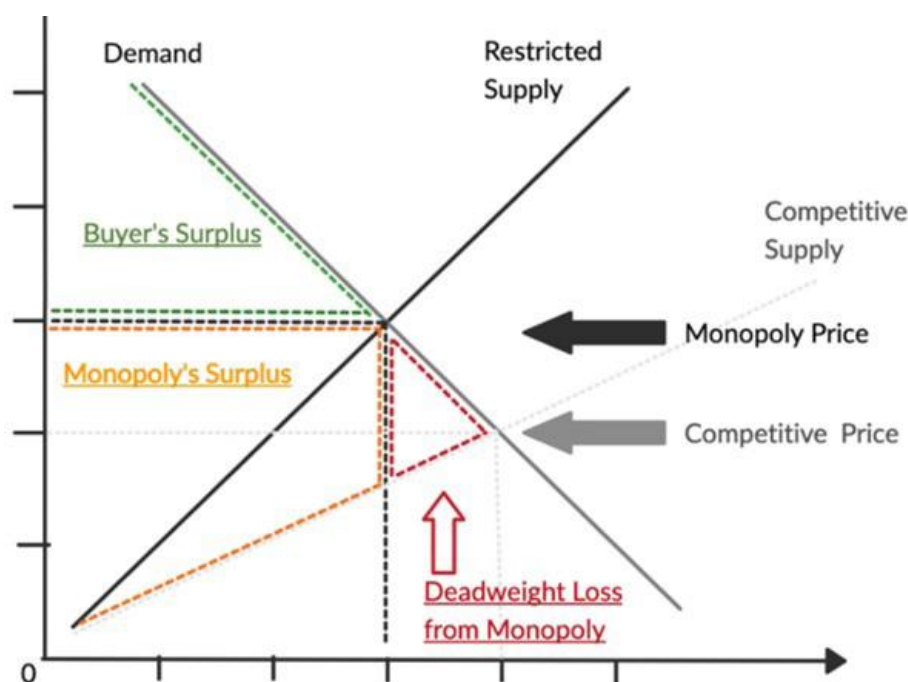 Demand
Restricted
Supply
Competitive
Supply
Buyer's Surplus
Monopoly Price
Monopoly's Surplus
Competitive Price
Deadweight Loss
from Monopoly
0